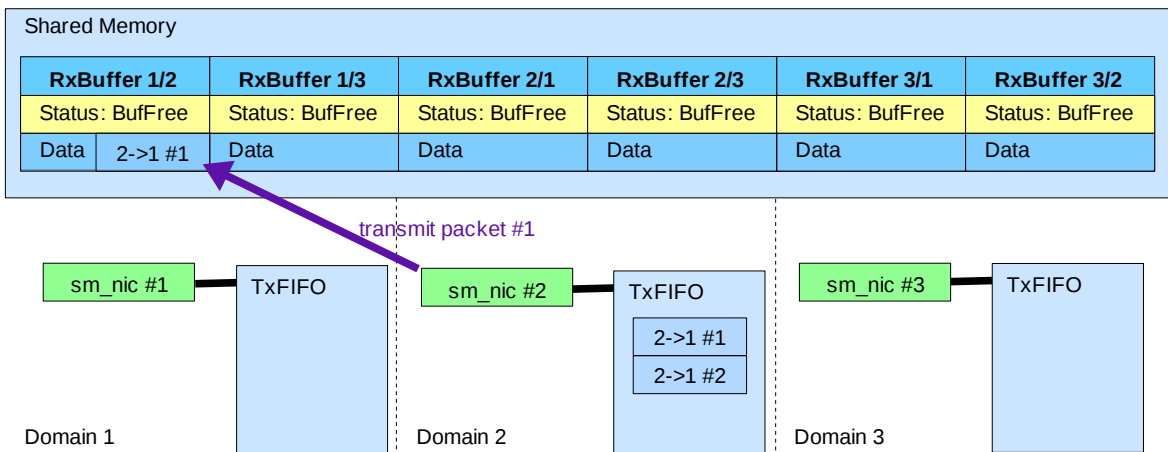 Shared Memory
RxBuffer 1/2 RxBuffer 1/3 RxBuffer 2/1 RxBuffer 2/3 RxBuffer 3/1 RxBuffer 3/2
Status: BufFree Status: BufFree Status: BufFree Status: BufFree Status: BufFree Status: BufFree
Data 2->1 #1 Data Data Data Data Data
transmit packet #1
sm_nic #1 TxFIFO sm_nic #2 TxFIFO sm_nic #3 TxFIFO
2->1 #1
2->1 #2
Domain 1 Domain 2 Domain 3